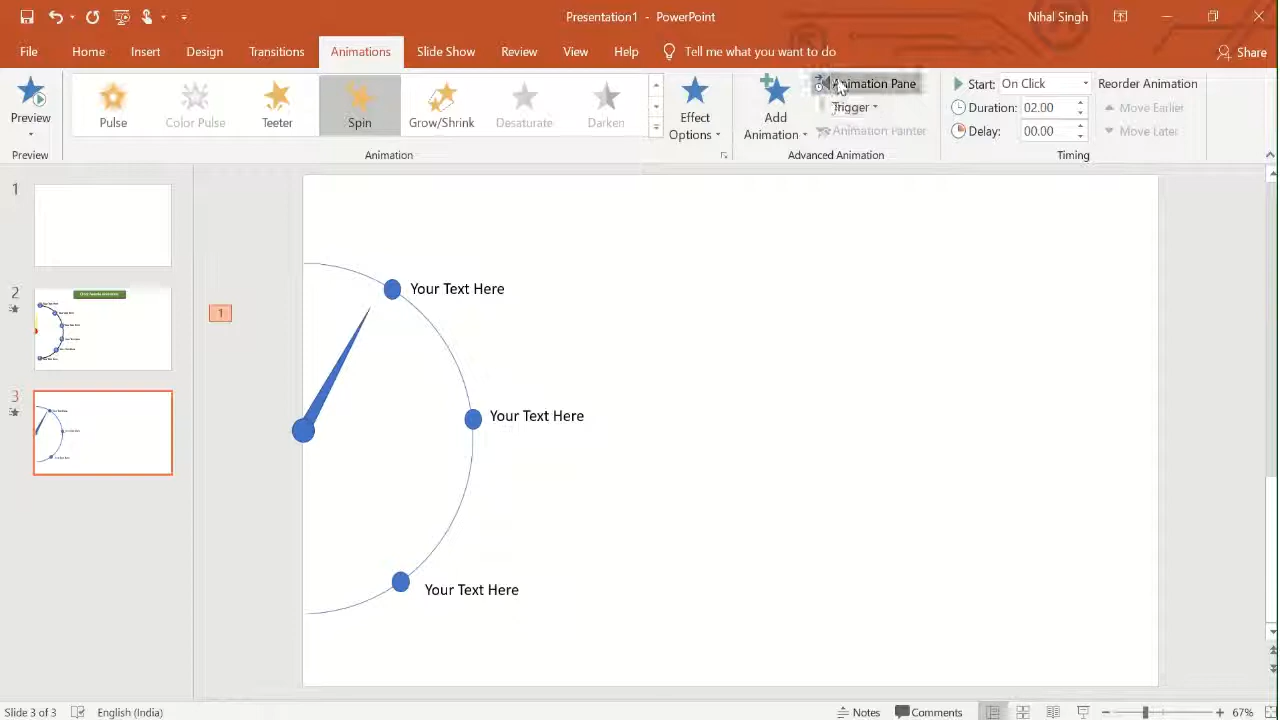 Presentation1 - PowerPoint
Nihal Singh
File Home Insert Design Transitions Animations Slide Show Review View Help Tell me what you want to do Share
Preview
Pulse Color Pulse Teeter Spin Grow/Shrink Desaturate Darken
Effect Options
Add Animation
Animation Pane
Trigger
Animation Painter
Start: On Click
Duration: 02.00
Delay: 00.00
Reorder Animation
Move Earlier
Move Later
Preview Animation Advanced Animation Timing
1
2
3
1
Your Text Here
Your Text Here
Your Text Here
Slide 3 of 3 English (India) Notes Comments 67%